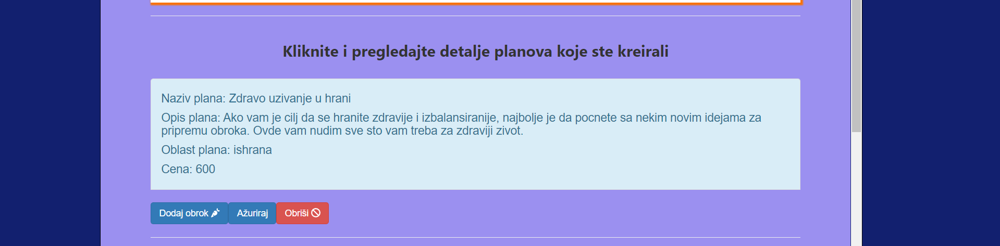 Kliknite i pregledajte detalje planova koje ste kreirali
Naziv plana: Zdravo uzivanje u hrani
Opis plana: Ako vam je cilj da se hranite zdravije i izbalansiranije, najbolje je da pocnete sa nekim novim idejama za
pripremu obroka. Ovde vam nudim sve sto vam treba za zdraviji zivot.
Oblast plana: ishrana
Cena: 600
Dodaj obrok Ažuriraj Obriši